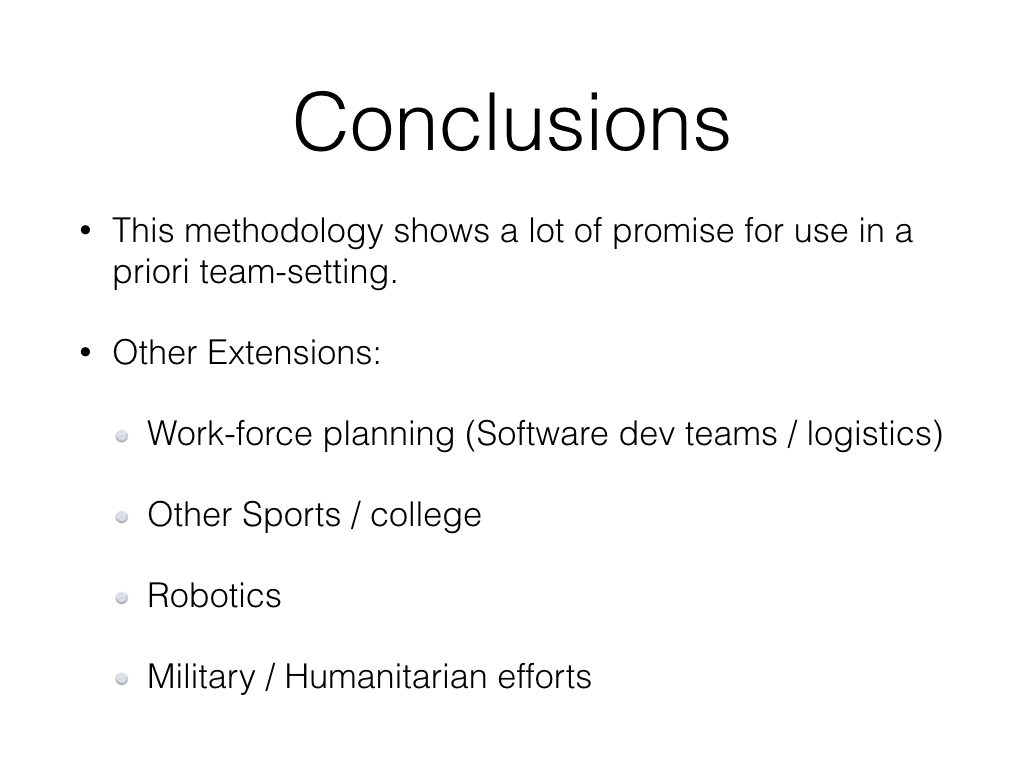 Conclusions
• This methodology shows a lot of promise for use in a
priori team-setting.
• Other Extensions:
Work-force planning (Software dev teams / logistics)
Other Sports / college
Robotics
Military / Humanitarian efforts